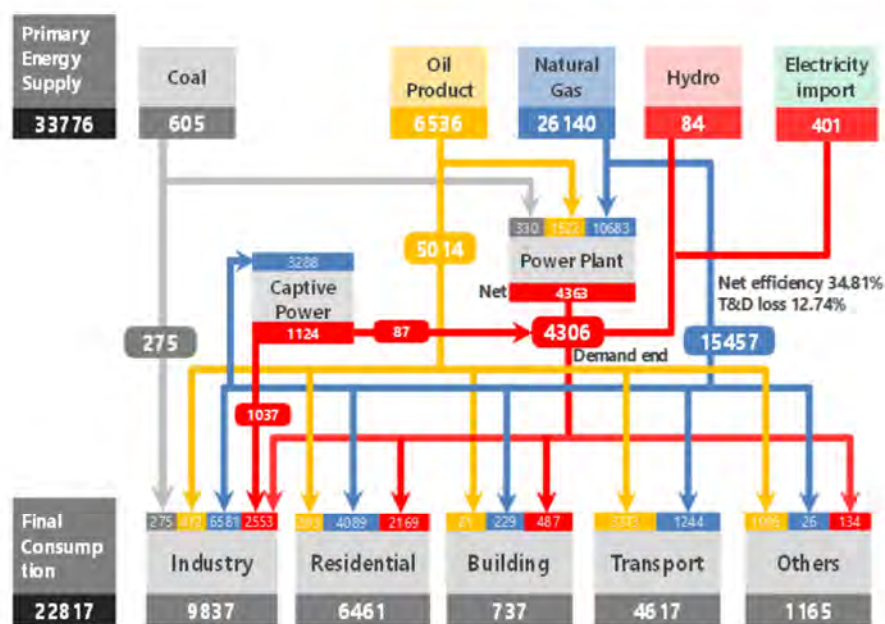 Primary
Energy
Supply
33776
Coal
605
Oil
Product
6536
Natural
Gas
26140
Hydro
84
Electricity
import
401
330 1522 10683
Power Plant
Net
4363
Net efficiency 34.81%
T&D loss 12.74%
5014
3288
Captive
Power
1124
87
4306
Demand end
15457
275
1037
Final
Consump
tion
22817
275 6581 2553
Industry
9837
203 4089 2169
Residential
6461
21 229 487
Building
737
3373 1244
Transport
4617
26 134
Others
1165